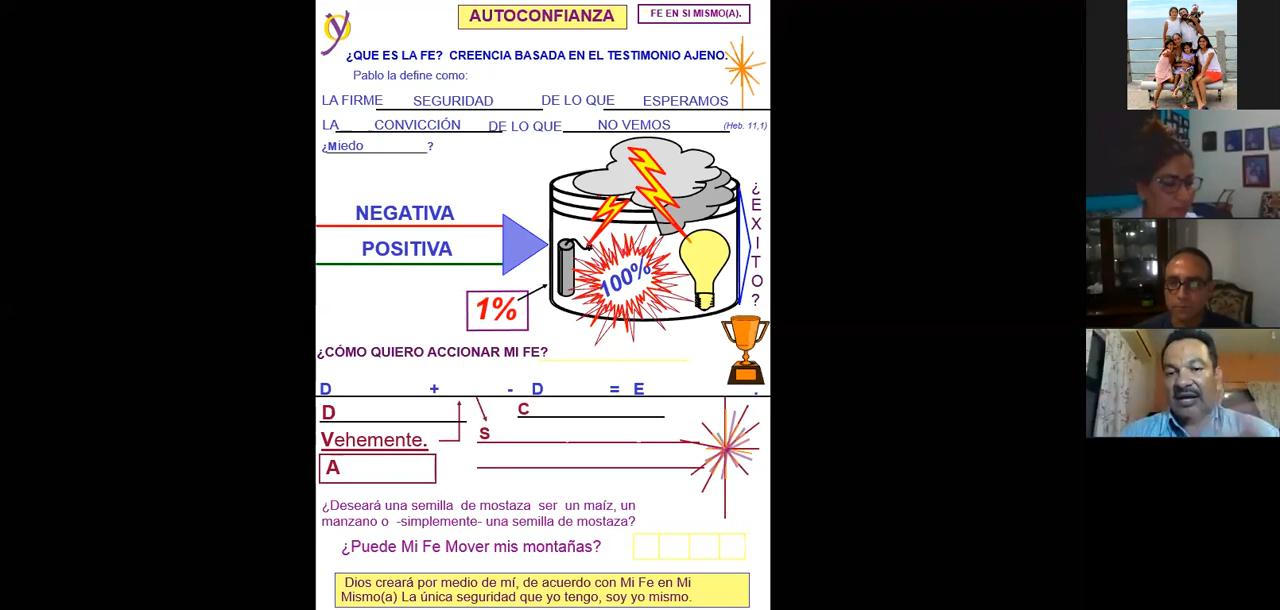 y
AUTOCONFIANZA
FE EN SI MISMO(A).
¿QUE ES LA FE? CREENCIA BASADA EN EL TESTIMONIO AJENO.
Pablo la define como:
LA FIRME SEGURIDAD DE LO QUE ESPERAMOS
LA__ CONVICCIÓN DE LO QUE NO VEMOS (Heb. 11,1)
¿Miedo__________?
NEGATIVA
POSITIVA
100%
1%
¿EXITO?
¿CÓMO QUIERO ACCIONAR MI FE?
D + - D = E .
D
C
Vehemente.
S
A
¿Deseará una semilla de mostaza ser un maíz, un
manzano o -simplemente- una semilla de mostaza?
¿Puede Mi Fe Mover mis montañas?
Dios creará por medio de mí, de acuerdo con Mi Fe en Mi
Mismo(a) La única seguridad que yo tengo, soy yo mismo.